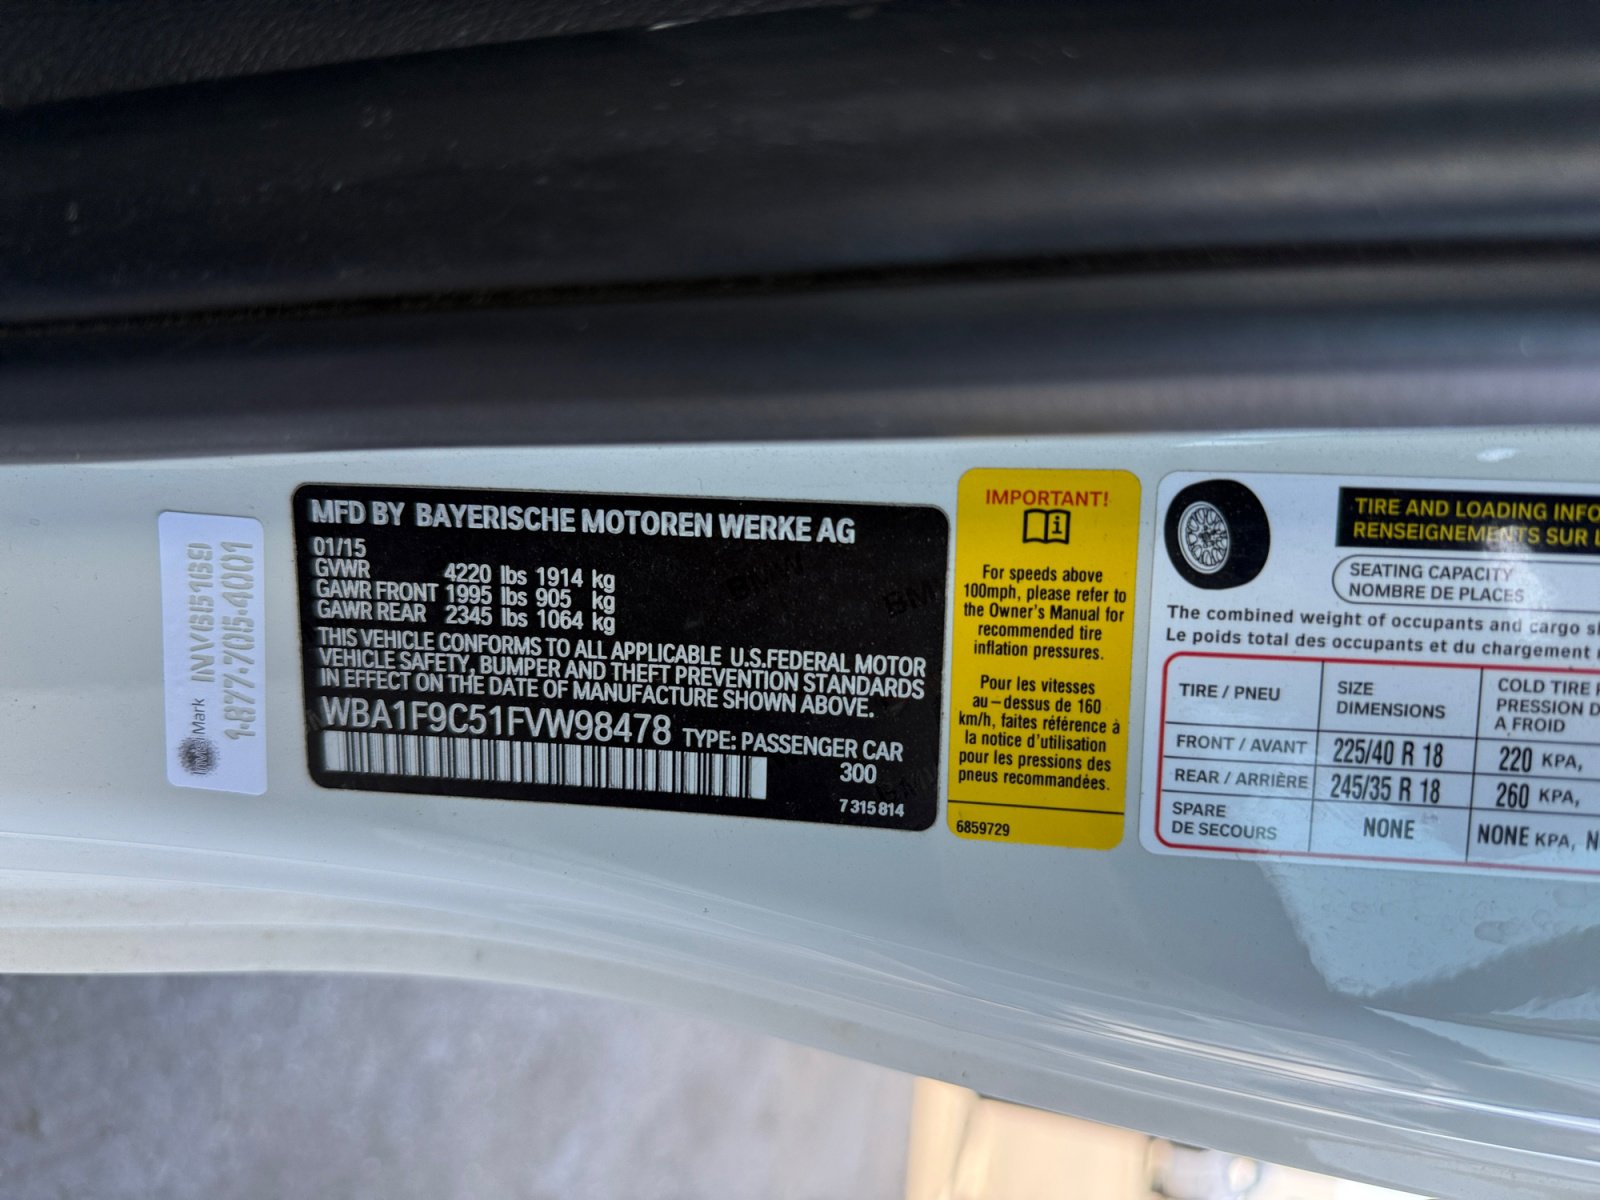 Mark
1-877-705-4001
MFD BY BAYERISCHE MOTOREN WERKE AG
01/15
GVWR 4220 lbs 1914 kg
GAWR FRONT 1995 lbs 905 kg
GAWR REAR 2345 lbs 1064 kg
THIS VEHICLE CONFORMS TO ALL APPLICABLE U.S.FEDERAL MOTOR
VEHICLE SAFETY, BUMPER AND THEFT PREVENTION STANDARDS
IN EFFECT ON THE DATE OF MANUFACTURE SHOWN ABOVE.
WBA1F9C51FVW98478 TYPE: PASSENGER CAR
300
7 315 814
IMPORTANT!
For speeds above
100mph, please refer to
the Owner's Manual for
recommended tire
inflation pressures.
Pour les vitesses
au-dessus de 160
km/h, faites référence à
la notice d'utilisation
pour les pressions des
pneus recommandées.
6859729
TIRE AND LOADING INFO
RENSEIGNEMENTS SUR L
SEATING CAPACITY
NOMBRE DE PLACES
The combined weight of occupants and cargo s
Le poids total des occupants et du chargement
TIRE / PNEU SIZE DIMENSIONS COLD TIRE P
PRESSION D
A FROID
FRONT / AVANT 225/40 R 18 220 KPA,
REAR / ARRIÈRE 245/35 R 18 260 KPA,
SPARE
DE SECOURS NONE NONE KPA, N